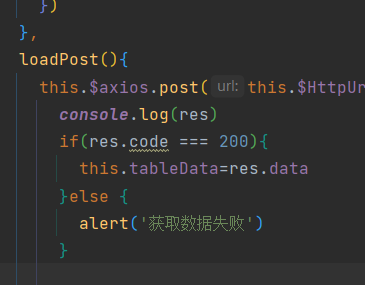 })
},
loadPost(){
this.$axios.post( url: this.$HttpU
console.log(res)
if(res.code === 200){
this.tableData=res.data
}else {
alert('获取数据失败')
}